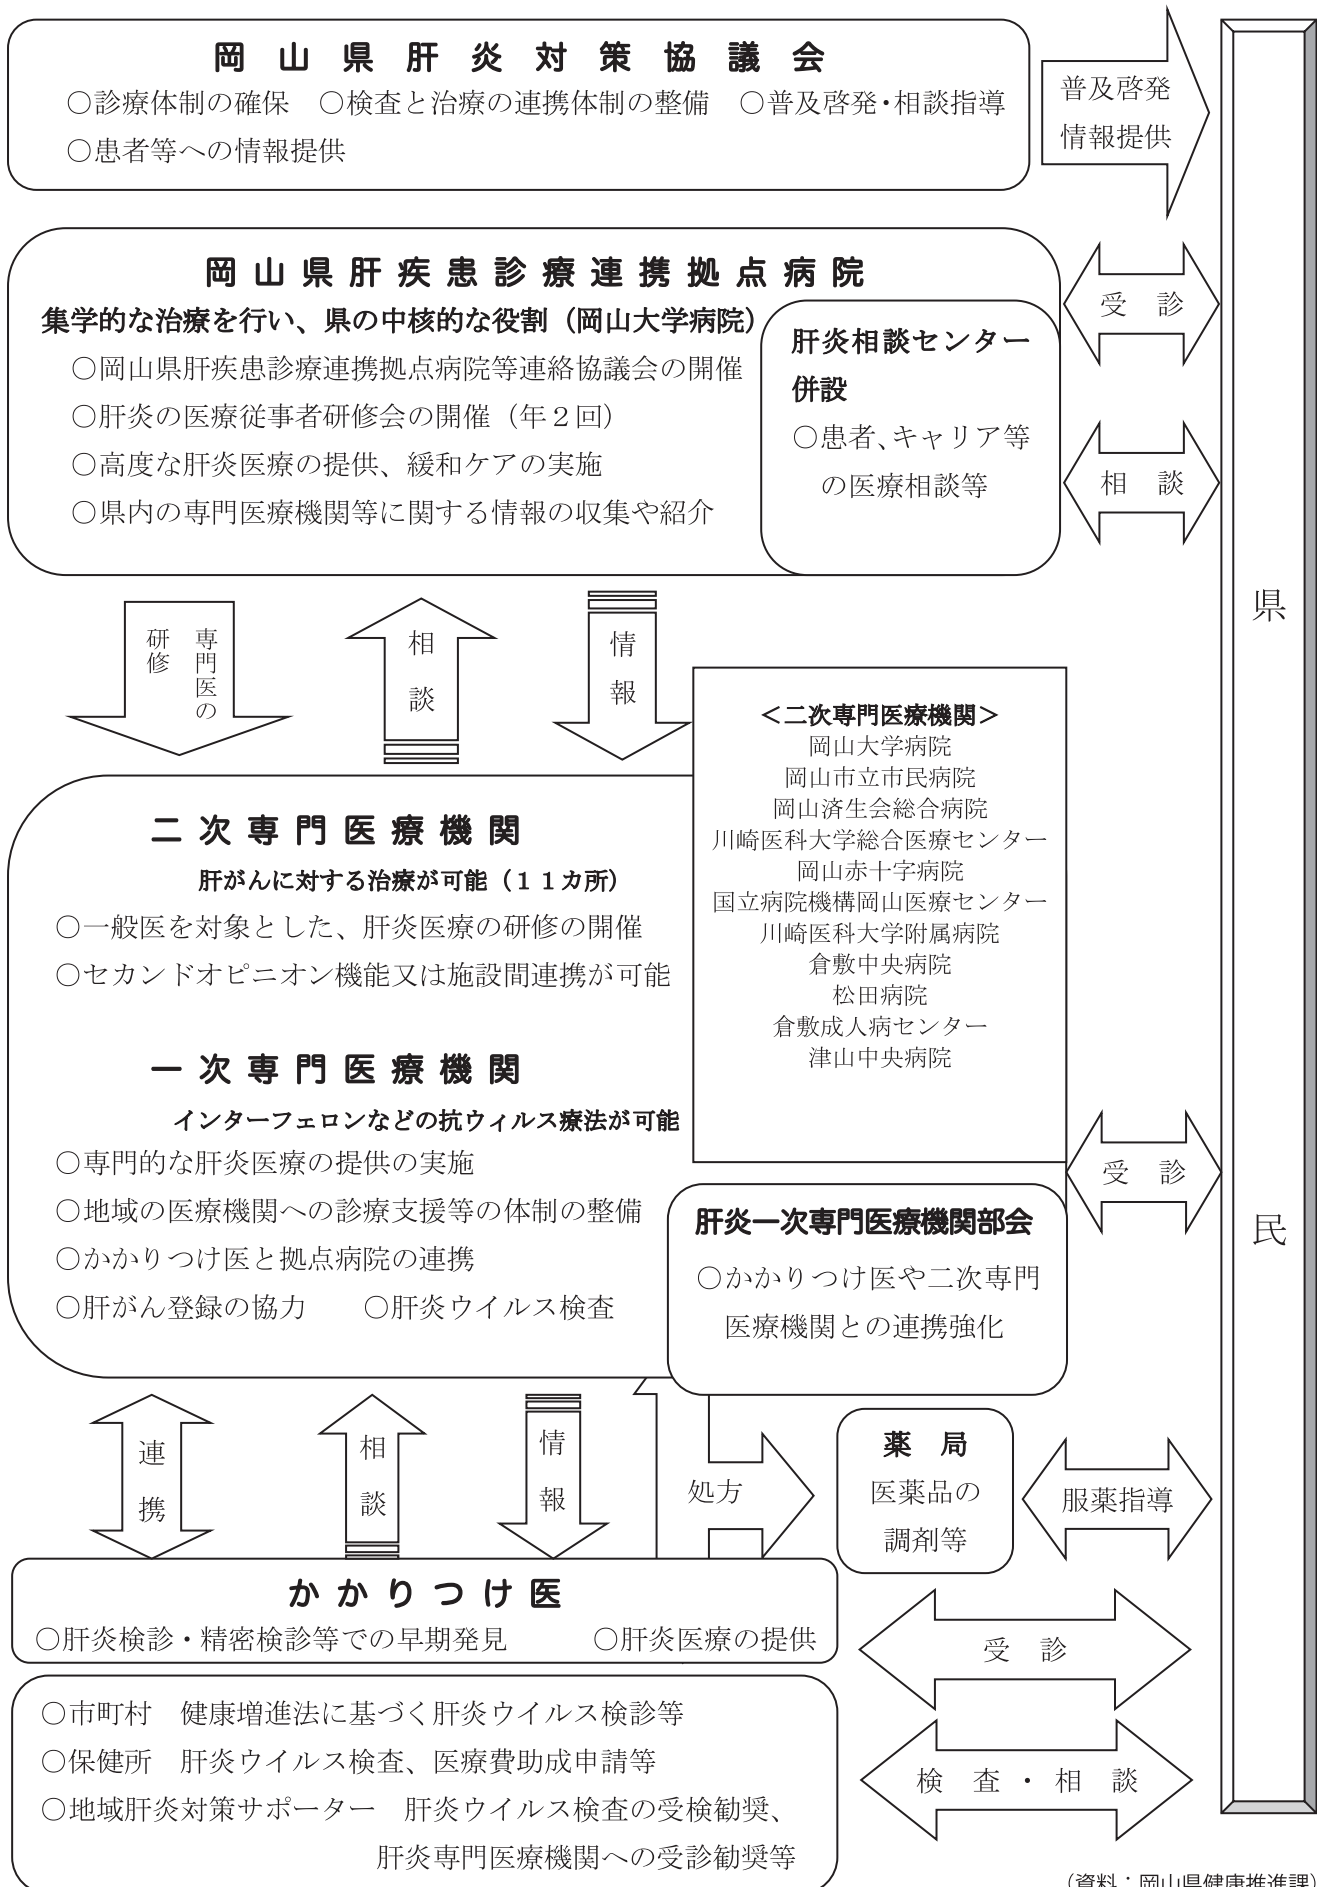 岡山県肝炎対策協議会
○診療体制の確保　○検査と治療の連携体制の整備　○普及啓発・相談指導
○患者等への情報提供
普及啓発
情報提供
岡山県肝疾患診療連携拠点病院
集学的な治療を行い、県の中核的な役割（岡山大学病院）
○岡山県肝疾患診療連携拠点病院等連絡協議会の開催
○肝炎の医療従事者研修会の開催（年２回）
○高度な肝炎医療の提供、緩和ケアの実施
○県内の専門医療機関等に関する情報の収集や紹介
肝炎相談センター
併設
○患者、キャリア等
の医療相談等
受　診
相　談
県　民
専門医の
研修
相談
情報
＜二次専門医療機関＞
岡山大学病院
岡山市立市民病院
岡山済生会総合病院
川崎医科大学総合医療センター
岡山赤十字病院
国立病院機構岡山医療センター
川崎医科大学附属病院
倉敷中央病院
松田病院
倉敷成人病センター
津山中央病院
二次専門医療機関
肝がんに対する治療が可能（１１カ所）
○一般医を対象とした、肝炎医療の研修の開催
○セカンドオピニオン機能又は施設間連携が可能
一次専門医療機関
インターフェロンなどの抗ウィルス療法が可能
○専門的な肝炎医療の提供の実施
○地域の医療機関への診療支援等の体制の整備
○かかりつけ医と拠点病院の連携
○肝がん登録の協力　　○肝炎ウイルス検査
肝炎一次専門医療機関部会
○かかりつけ医や二次専門
医療機関との連携強化
受　診
連携
相談
情報
処方
薬　局
医薬品の
調剤等
服薬指導
かかりつけ医
○肝炎検診・精密検診等での早期発見　　　○肝炎医療の提供
受　診
○市町村　健康増進法に基づく肝炎ウイルス検診等
○保健所　肝炎ウイルス検査、医療費助成申請等
○地域肝炎対策サポーター　肝炎ウイルス検査の受検勧奨、
肝炎専門医療機関への受診勧奨等
検　査・相　談
（資料：岡山県健康推進課）